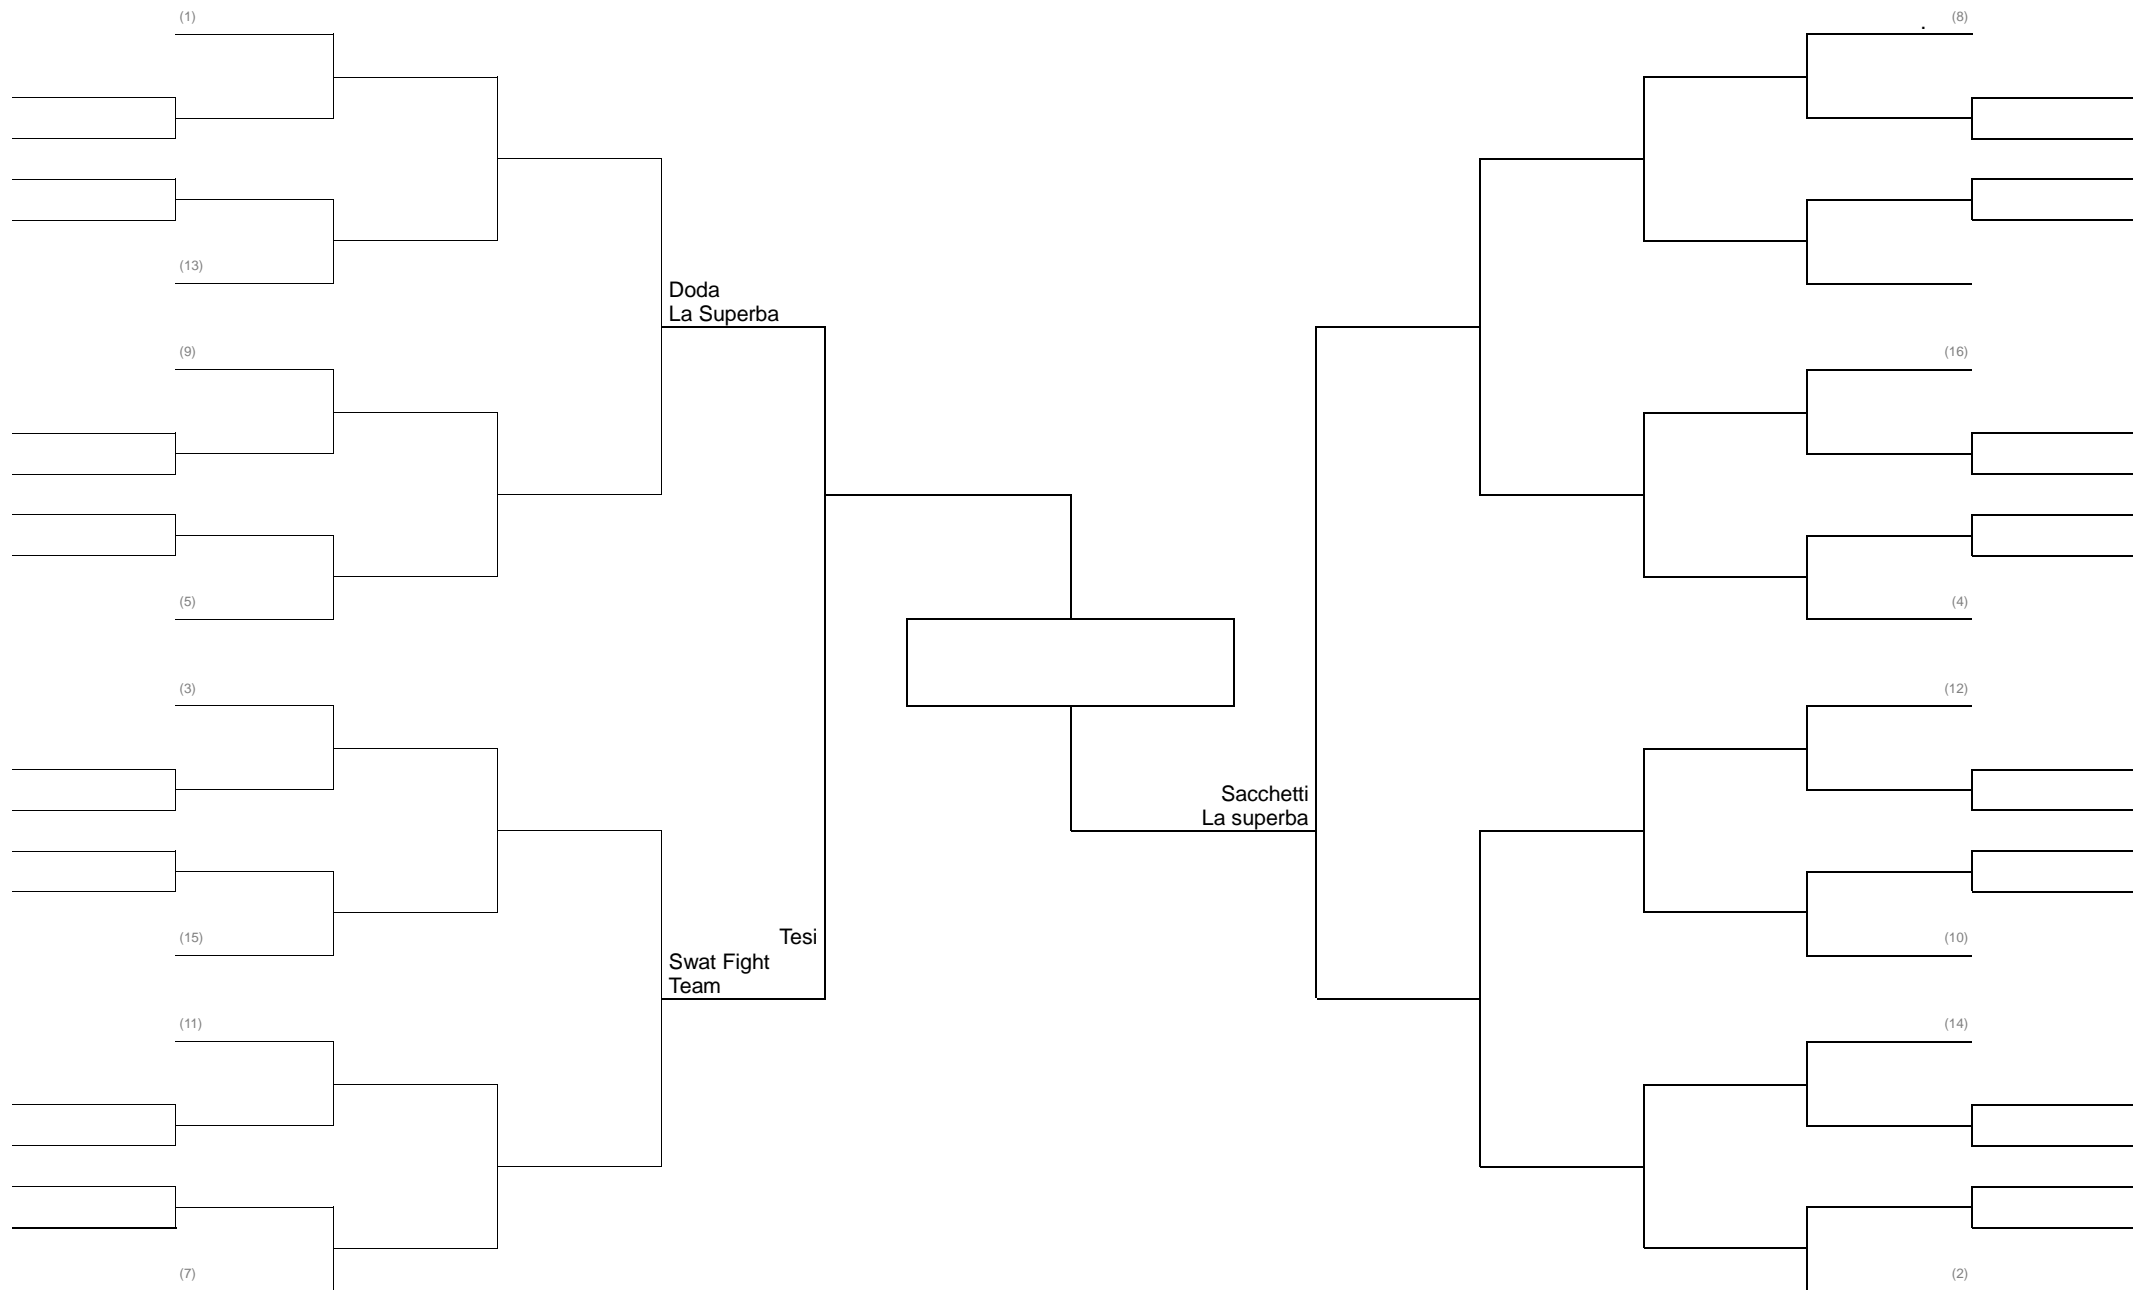 (1)
(8)
.
(13)
Doda
La Superba
(9)
(16)
(5)
(4)
(3)
(12)
Sacchetti
La superba
(15)
Tesi
(10)
Swat Fight
Team
(11)
(14)
(7)
(2)